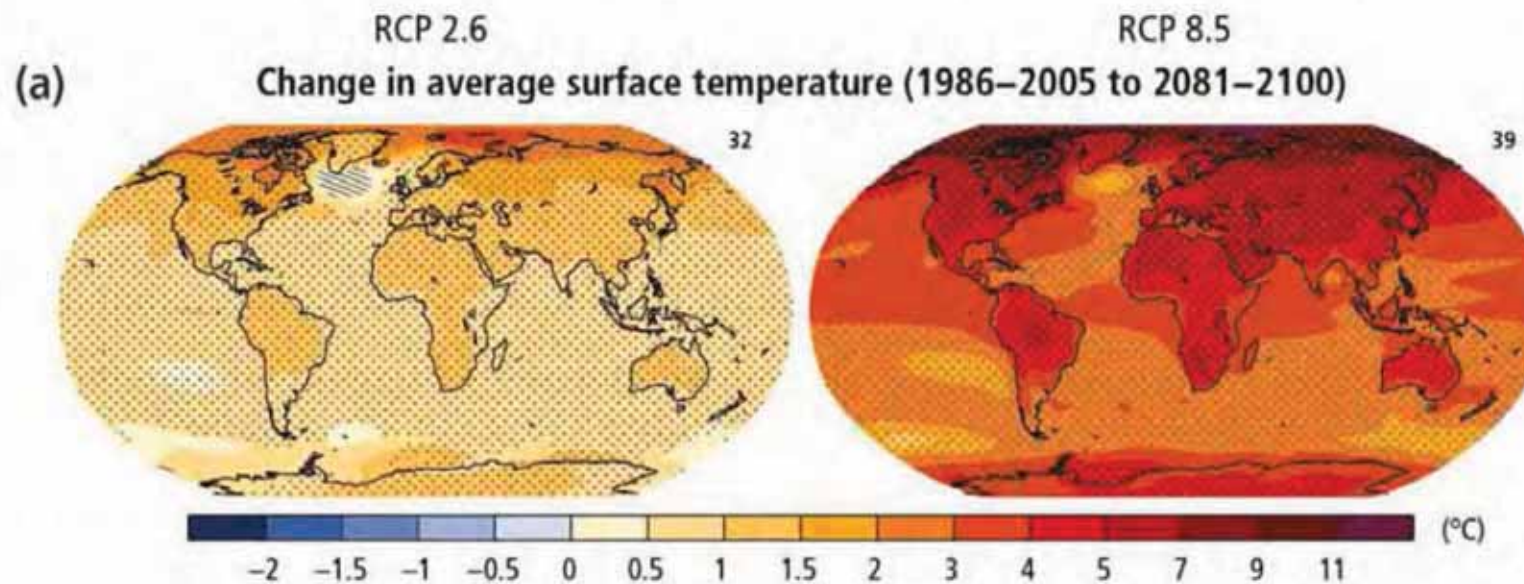 RCP 2.6 RCP 8.5
(a) Change in average surface temperature (1986–2005 to 2081–2100)
32 39
−2 −1.5 −1 −0.5 0 0.5 1 1.5 2 3 4 5 7 9 11 (°C)